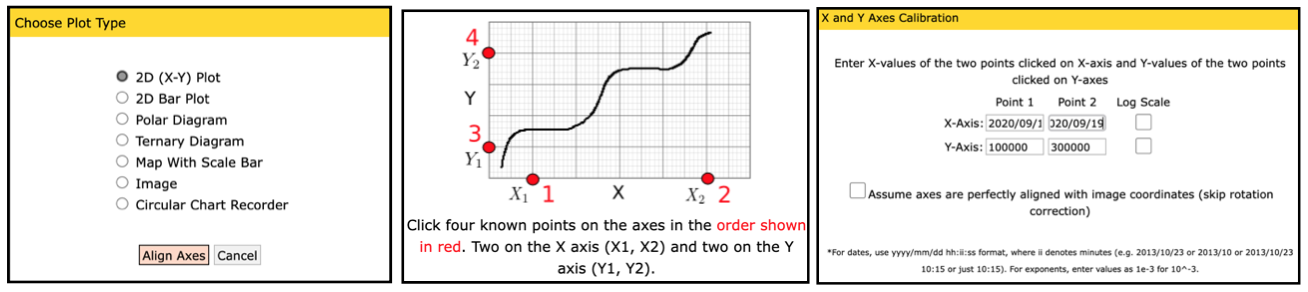 Choose Plot Type
2D (X-Y) Plot
2D Bar Plot
Polar Diagram
Ternary Diagram
Map With Scale Bar
Image
Circular Chart Recorder
Align Axes Cancel
4
Y2
Y
3
Y1
X1 1 X X2 2
Click four known points on the axes in the order shown
in red. Two on the X axis (X1, X2) and two on the Y
axis (Y1, Y2).
X and Y Axes Calibration
Enter X-values of the two points clicked on X-axis and Y-values of the two points
clicked on Y-axes
Point 1 Point 2 Log Scale
X-Axis: 2020/09/1 020/09/19
Y-Axis: 100000 300000
Assume axes are perfectly aligned with image coordinates (skip rotation
correction)
*For dates, use yyyy/mm/dd hh:ii:ss format, where ii denotes minutes (e.g. 2013/10/23 or 2013/10 or 2013/10/23
10:15 or just 10:15). For exponents, enter values as 1e-3 for 10^-3.